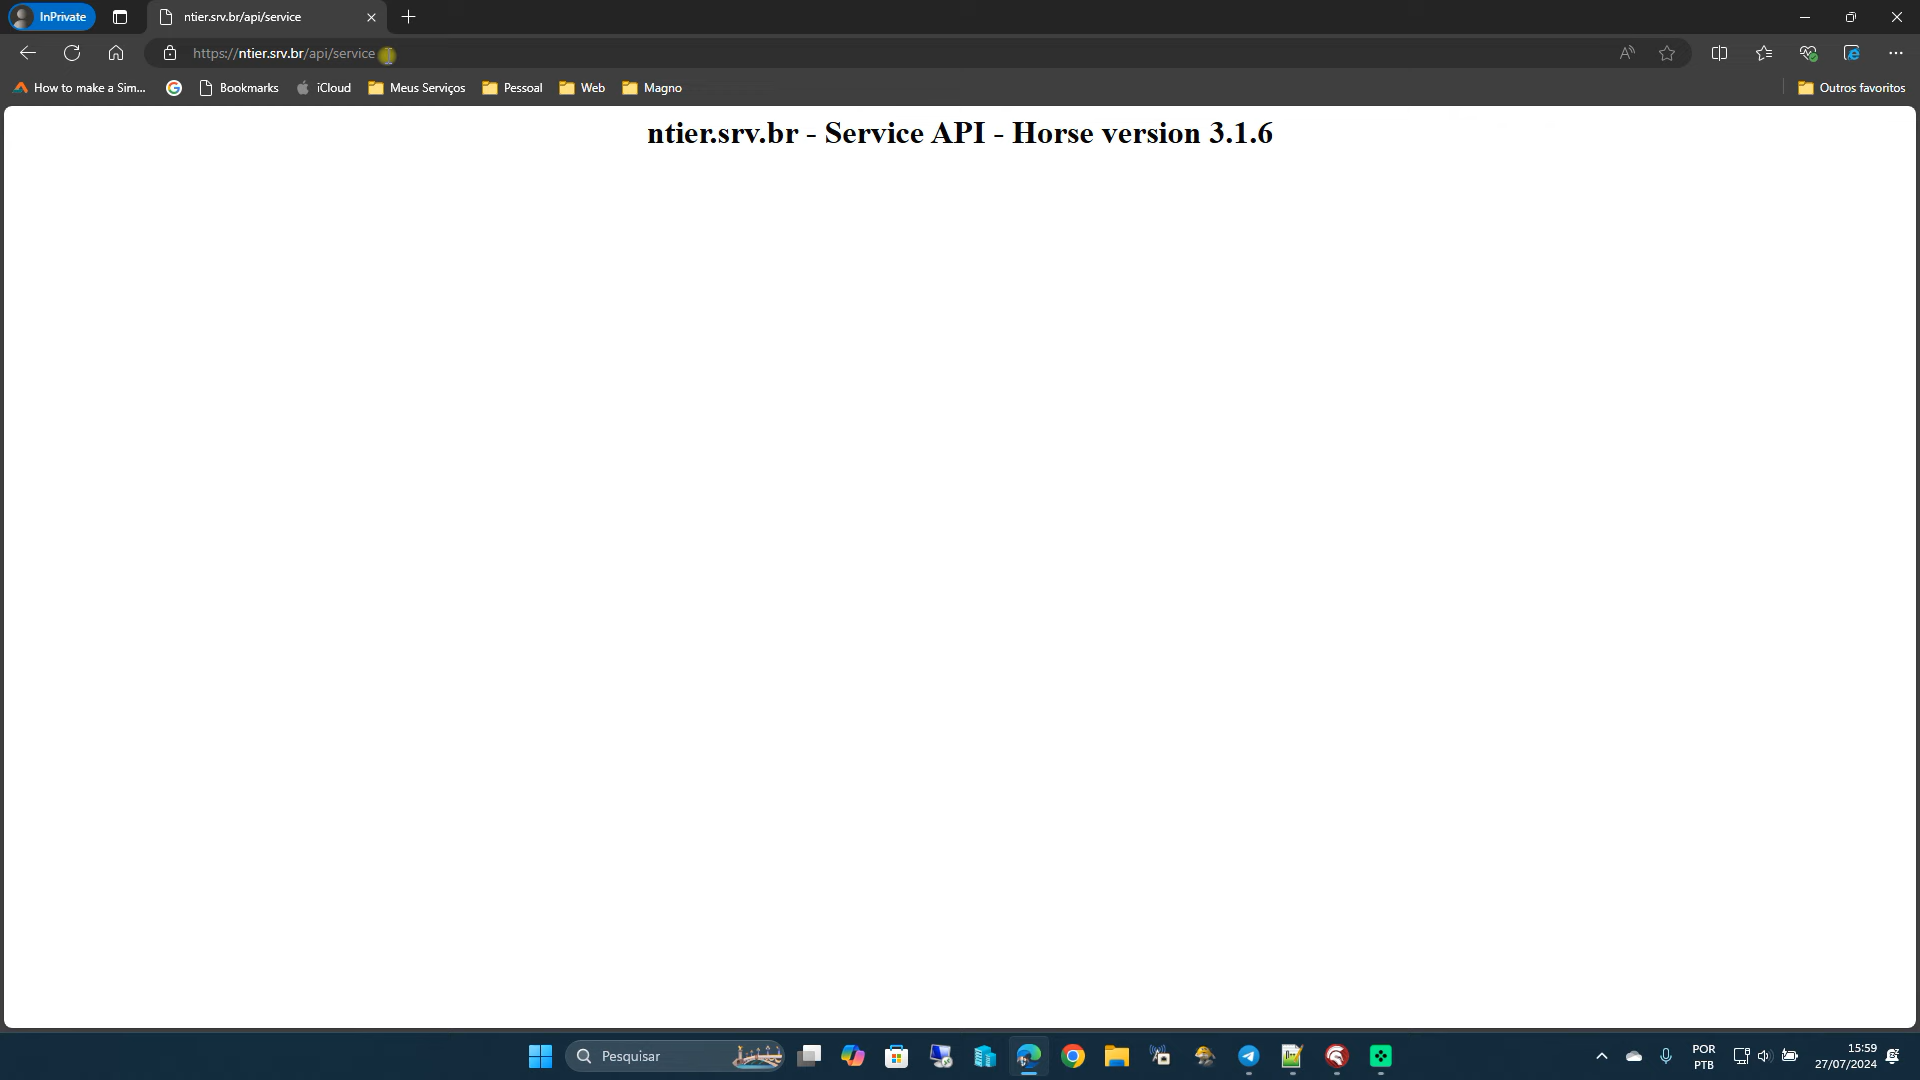 InPrivate
ntier.srv.br/api/service
https://ntier.srv.br/api/service
How to make a Sim...
Bookmarks
iCloud
Meus Serviços
Pessoal
Web
Magno
Outros favoritos
ntier.srv.br - Service API - Horse version 3.1.6
Pesquisar
POR
PTB
15:59
27/07/2024